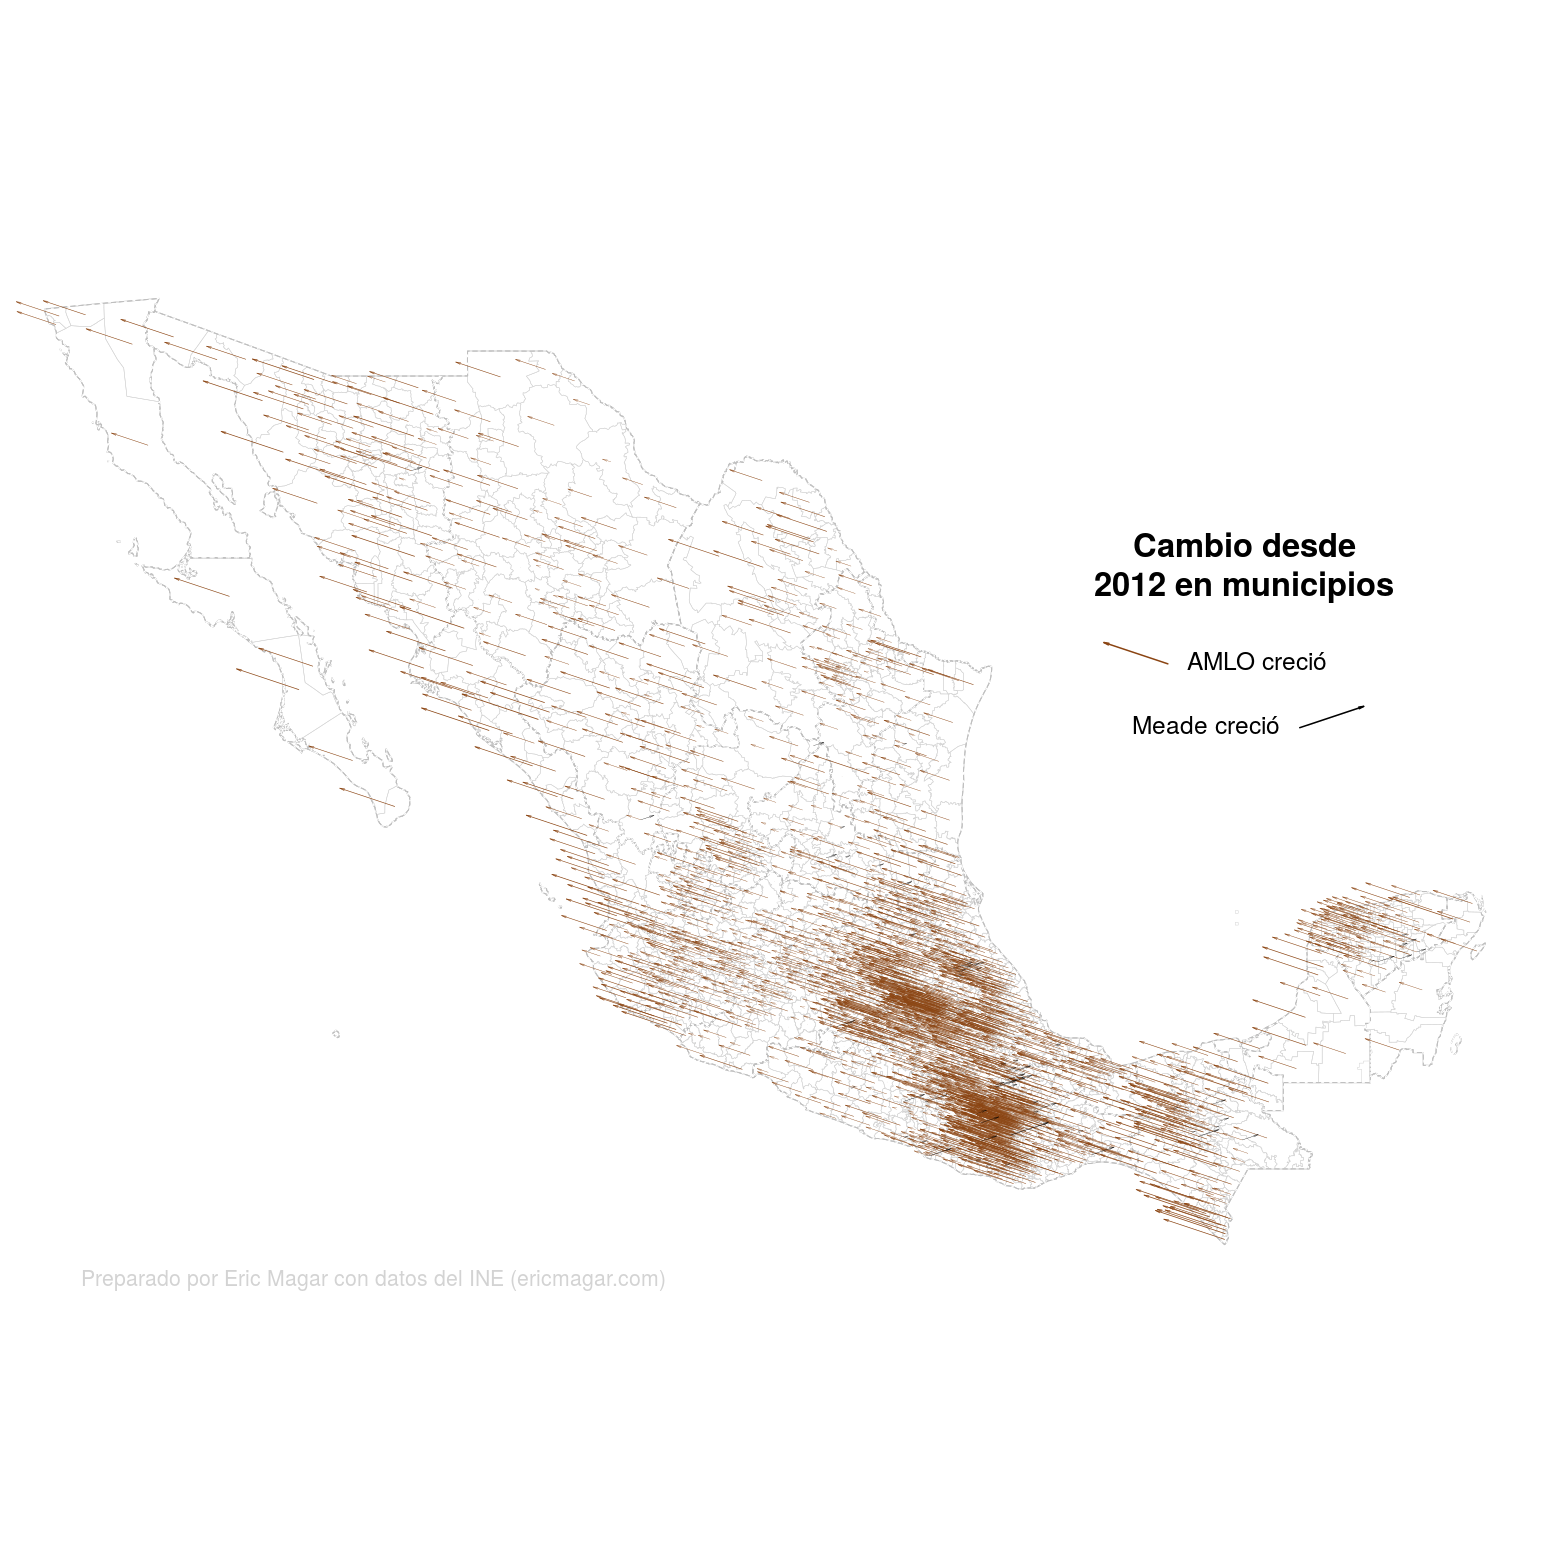 Cambio desde
2012 en municipios
AMLO creció
Meade creció
Preparado por Eric Magar con datos del INE (ericmagar.com)